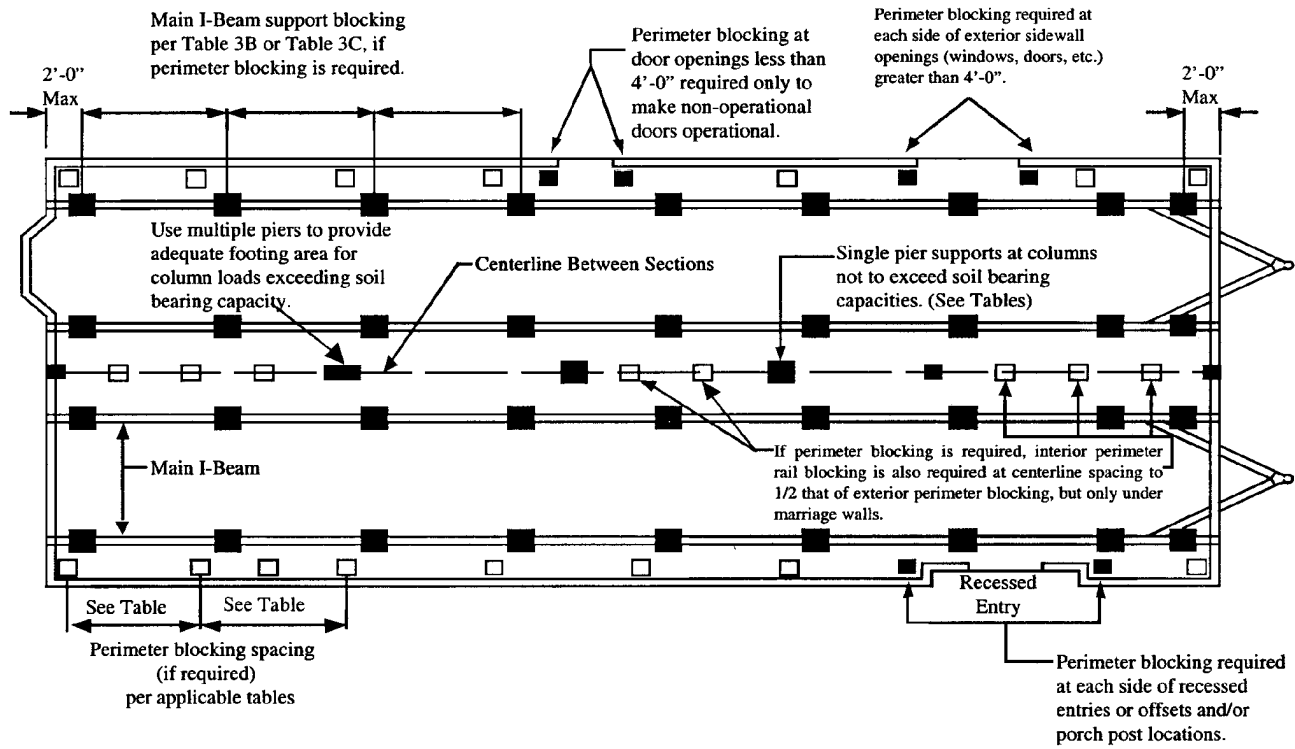 Main I-Beam support blocking
per Table 3B or Table 3C, if
perimeter blocking is required.
2’-0”
Max
Perimeter blocking at
door openings less than
4’-0” required only to
make non-operational
doors operational.
Perimeter blocking required at
each side of exterior sidewall
openings (windows, doors, etc.)
greater than 4’-0”.
2’-0”
Max
Use multiple piers to provide
adequate footing area for
column loads exceeding soil
bearing capacity.
Centerline Between Sections
Single pier supports at columns
not to exceed soil bearing
capacities. (See Tables)
Main I-Beam
If perimeter blocking is required, interior perimeter
rail blocking is also required at centerline spacing to
1/2 that of exterior perimeter blocking, but only under
marriage walls.
See Table
See Table
Perimeter blocking spacing
(if required)
per applicable tables
Recessed
Entry
Perimeter blocking required
at each side of recessed
entries or offsets and/or
porch post locations.